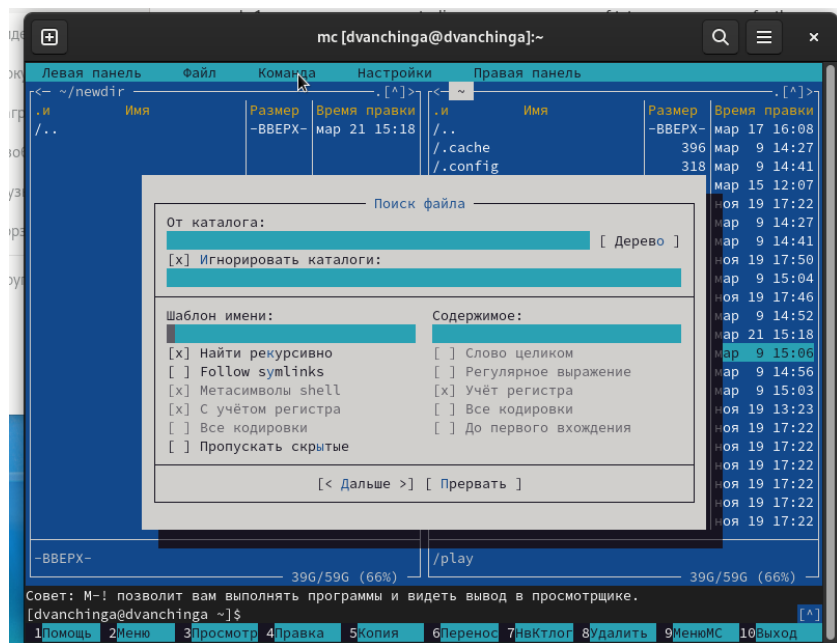 mc [dvanchinga@dvanchinga]:~
Левая панель Файл Команда Настройки Правая панель
<— ~/newdir .[^]>
<— ~ .[^]>
.и Имя Размер Время правки
.и Имя Размер Время правки
/.. -ВВЕРХ- мар 21 15:18
/.. -ВВЕРХ- мар 17 16:08
/.cache 396 мар 9 14:27
/.config 318 мар 9 14:41
мар 15 12:07
ноя 19 17:22
мар 9 14:27
мар 9 14:41
ноя 19 17:50
мар 9 15:04
ноя 19 17:46
мар 9 14:52
мар 21 15:18
мар 9 15:06
мар 9 14:56
мар 9 15:03
ноя 19 13:23
ноя 19 17:22
ноя 19 17:22
ноя 19 17:22
ноя 19 17:22
ноя 19 17:22
ноя 19 17:22
Поиск файла
От каталога:
[ Дерево ]
[x] Игнорировать каталоги:
Шаблон имени: Содержимое:
[x] Найти рекурсивно [ ] Слово целиком
[ ] Follow symlinks [ ] Регулярное выражение
[x] Метасимволы shell [x] Учёт регистра
[x] С учётом регистра [ ] Все кодировки
[ ] Все кодировки [ ] До первого вхождения
[ ] Пропускать скрытые
[< Дальше >] [ Прервать ]
-ВВЕРХ- /play
39G/59G (66%) 39G/59G (66%)
Совет: M-! позволит вам выполнять программы и видеть вывод в просмотрщике.
[dvanchinga@dvanchinga ~]$ [^]
1Помощь 2Меню 3Просмотр 4Правка 5Копия 6Перенос 7НвКтлог 8Удалить 9МенюMC 10Выход